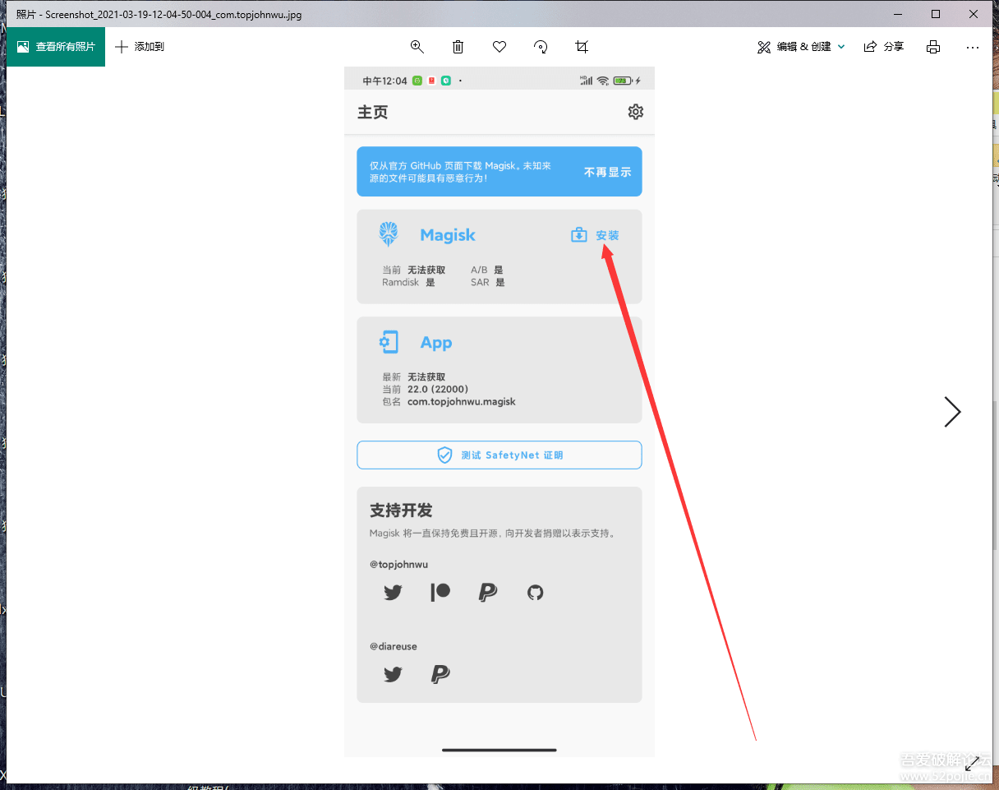 照片 - Screenshot_2021-03-19-12-04-50-004_com.topjohnwu..jpg
查看所有照片
添加到
编辑 & 创建
分享
中午12:04
HD
73
主页
仅从官方 GitHub 页面下载 Magisk。未知来
源的文件可能具有恶意行为！
不再显示
Magisk
安装
当前 无法获取 A/B 是
Ramdisk 是 SAR 是
App
最新 无法获取
当前 22.0 (22000)
包名 com.topjohnwu.magisk
测试 SafetyNet 证明
支持开发
Magisk 将一直保持免费且开源，向开发者捐赠以表示支持。
@topjohnwu
@diareuse
吾爱破解论坛
www.52pojie.cn